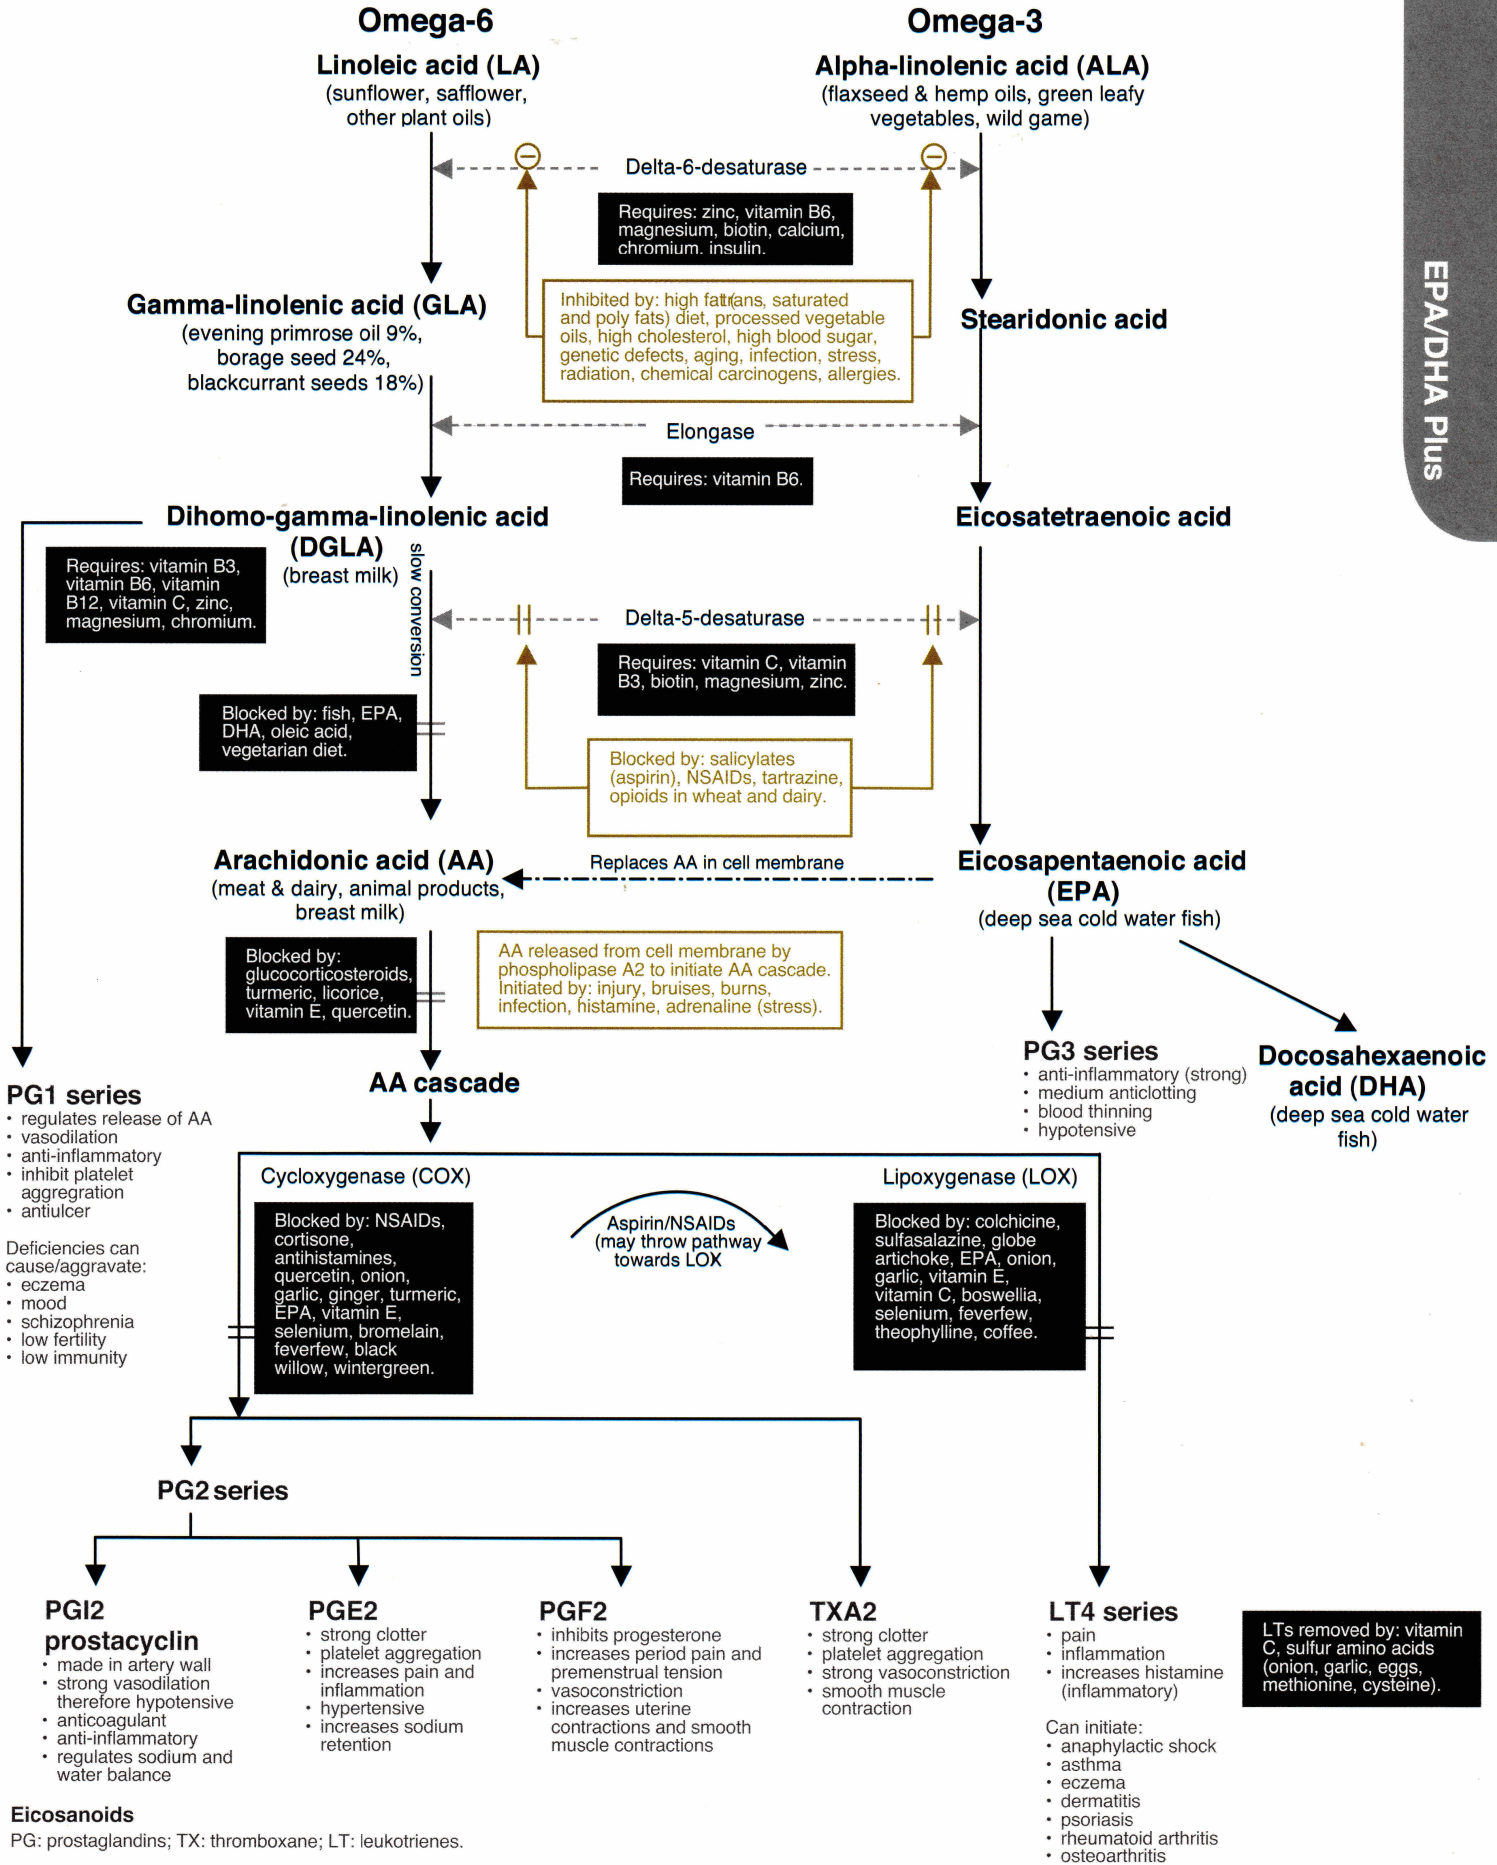 Omega-6
Linoleic acid (LA)
(sunflower, safflower,
other plant oils)
Omega-3
Alpha-linolenic acid (ALA)
(flaxseed & hemp oils, green leafy
vegetables, wild game)
EPA/DHA Plus
Delta-6-desaturase
Requires: zinc, vitamin B6,
magnesium, biotin, calcium,
chromium. insulin.
Gamma-linolenic acid (GLA)
(evening primrose oil 9%,
borage seed 24%,
blackcurrant seeds 18%)
Inhibited by: high fat(trans, saturated
and poly fats) diet, processed vegetable
oils, high cholesterol, high blood sugar,
genetic defects, aging, infection, stress,
radiation, chemical carcinogens, allergies.
Stearidonic acid
Elongase
Requires: vitamin B6.
Dihomo-gamma-linolenic acid
(DGLA)
(breast milk)
Eicosatetraenoic acid
slow conversion
Requires: vitamin B3,
vitamin B6, vitamin
B12, vitamin C, zinc,
magnesium, chromium.
Delta-5-desaturase
Requires: vitamin C, vitamin
B3, biotin, magnesium, zinc.
Blocked by: fish, EPA,
DHA, oleic acid,
vegetarian diet.
Blocked by: salicylates
(aspirin), NSAIDs, tartrazine,
opioids in wheat and dairy.
Arachidonic acid (AA)
(meat & dairy, animal products,
breast milk)
Replaces AA in cell membrane
Eicosapentaenoic acid
(EPA)
(deep sea cold water fish)
Blocked by:
glucocorticosteroids,
turmeric, licorice,
vitamin E, quercetin.
AA released from cell membrane by
phospholipase A2 to initiate AA cascade.
Initiated by: injury, bruises, burns,
infection, histamine, adrenaline (stress).
PG3 series
• anti-inflammatory (strong)
• medium anticlotting
• blood thinning
• hypotensive
Docosahexaenoic
acid (DHA)
(deep sea cold water
fish)
AA cascade
PG1 series
• regulates release of AA
• vasodilation
• anti-inflammatory
• inhibit platelet
aggregration
• antiulcer
Deficiencies can
cause/aggravate:
• eczema
• mood
• schizophrenia
• low fertility
• low immunity
Cycloxygenase (COX)
Blocked by: NSAIDs,
cortisone,
antihistamines,
quercetin, onion,
garlic, ginger, turmeric,
EPA, vitamin E,
selenium, bromelain,
feverfew, black
willow, wintergreen.
Aspirin/NSAIDs
(may throw pathway
towards LOX
Lipoxygenase (LOX)
Blocked by: colchicine,
sulfasalazine, globe
artichoke, EPA, onion,
garlic, vitamin E,
vitamin C, boswellia,
selenium, feverfew,
theophylline, coffee.
PG2 series
PGI2
prostacyclin
• made in artery wall
• strong vasodilation
therefore hypotensive
• anticoagulant
• anti-inflammatory
• regulates sodium and
water balance
PGE2
• strong clotter
• platelet aggregation
• increases pain and
inflammation
• hypertensive
• increases sodium
retention
PGF2
• inhibits progesterone
• increases period pain and
premenstrual tension
• vasoconstriction
• increases uterine
contractions and smooth
muscle contractions
TXA2
• strong clotter
• platelet aggregation
• strong vasoconstriction
• smooth muscle
contraction
LT4 series
• pain
• inflammation
• increases histamine
(inflammatory)
Can initiate:
• anaphylactic shock
• asthma
• eczema
• dermatitis
• psoriasis
• rheumatoid arthritis
• osteoarthritis
LTs removed by: vitamin
C, sulfur amino acids
(onion, garlic, eggs,
methionine, cysteine).
Eicosanoids
PG: prostaglandins; TX: thromboxane; LT: leukotrienes.